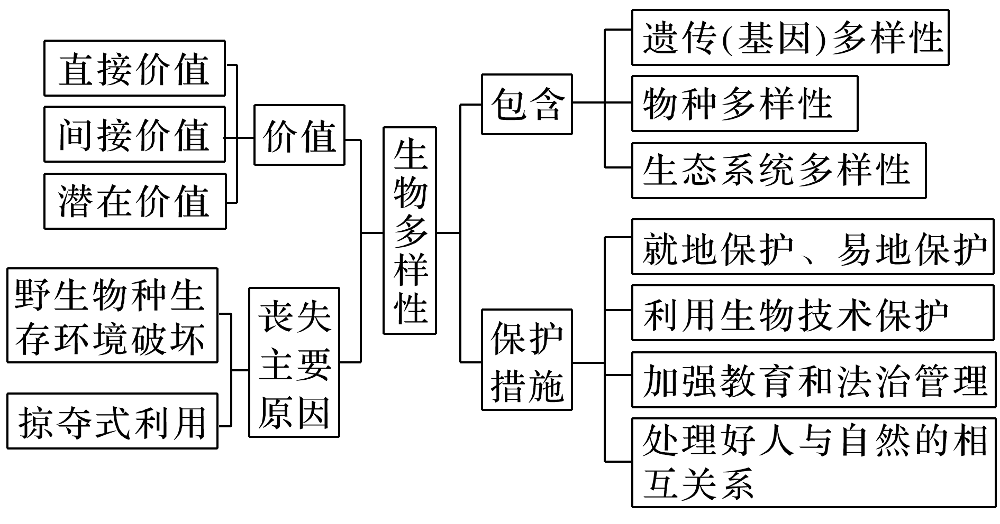 直接价值
间接价值
潜在价值
价值
野生物种生
存环境破坏
掠夺式利用
丧失
主要
原因
生物多样性
包含
遗传(基因)多样性
物种多样性
生态系统多样性
保护
措施
就地保护、易地保护
利用生物技术保护
加强教育和法治管理
处理好人与自然的相
互关系